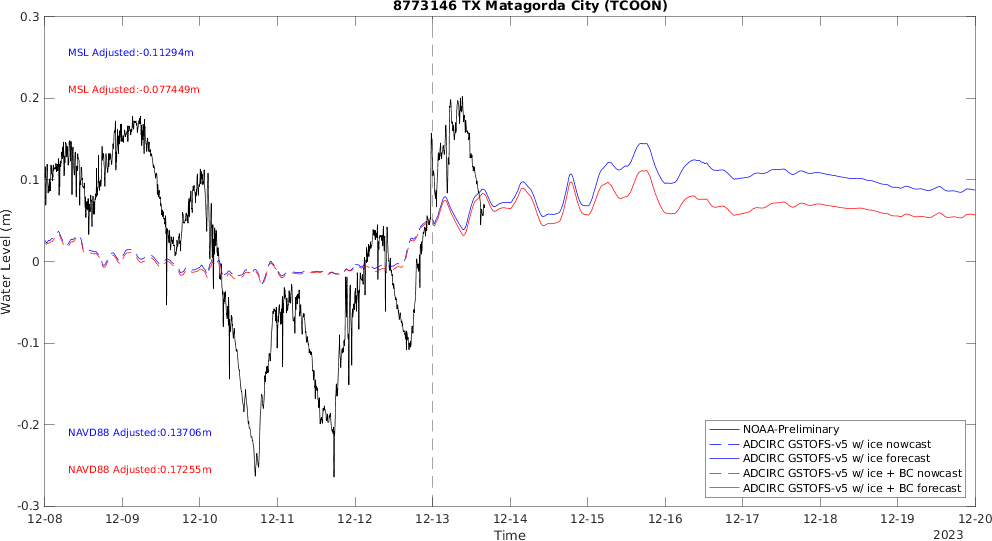 8773146 TX Matagorda City (TCOON)
0.3
MSL Adjusted:-0.11294m
MSL Adjusted:-0.077449m
0.2
0.1
Water Level (m)
0
-0.1
-0.2
NAVD88 Adjusted:0.13706m
NAVD88 Adjusted:0.17255m
NOAA-Preliminary
ADCIRC GSTOFS-v5 w/ ice nowcast
ADCIRC GSTOFS-v5 w/ ice forecast
ADCIRC GSTOFS-v5 w/ ice + BC nowcast
ADCIRC GSTOFS-v5 w/ ice + BC forecast
-0.3
12-08 12-09 12-10 12-11 12-12 12-13 12-14 12-15 12-16 12-17 12-18 12-19 12-20
Time
2023